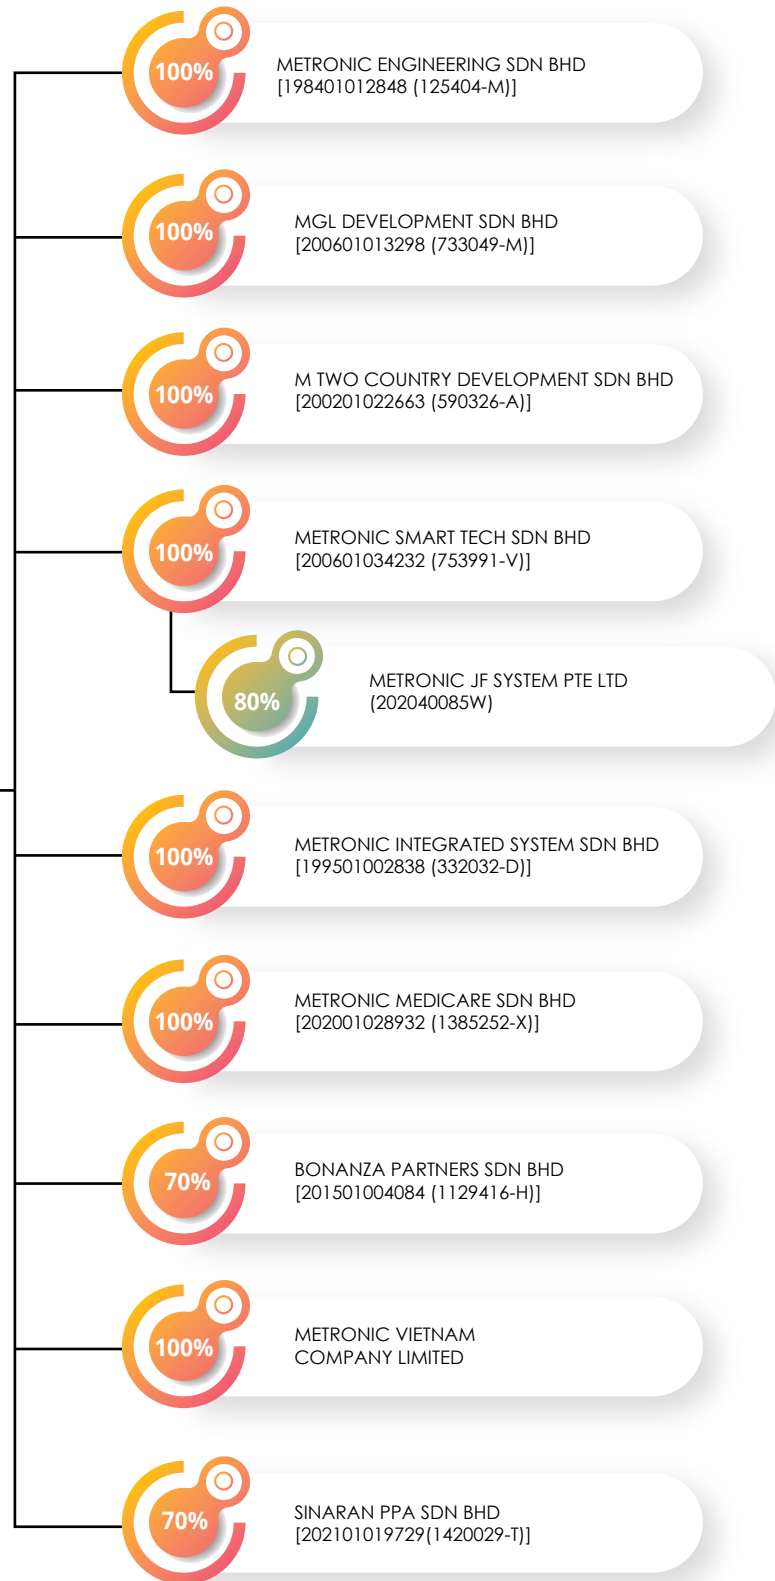 100%
METRONIC ENGINEERING SDN BHD
[198401012848 (125404-M)]
100%
MGL DEVELOPMENT SDN BHD
[200601013298 (733049-M)]
100%
M TWO COUNTRY DEVELOPMENT SDN BHD
[200201022663 (590326-A)]
100%
METRONIC SMART TECH SDN BHD
[200601034232 (753991-V)]
80%
METRONIC JF SYSTEM PTE LTD
(202040085W)
100%
METRONIC INTEGRATED SYSTEM SDN BHD
[199501002838 (332032-D)]
100%
METRONIC MEDICARE SDN BHD
[202001028932 (1385252-X)]
70%
BONANZA PARTNERS SDN BHD
[201501004084 (1129416-H)]
100%
METRONIC VIETNAM
COMPANY LIMITED
70%
SINARAN PPA SDN BHD
[202101019729(1420029-T)]